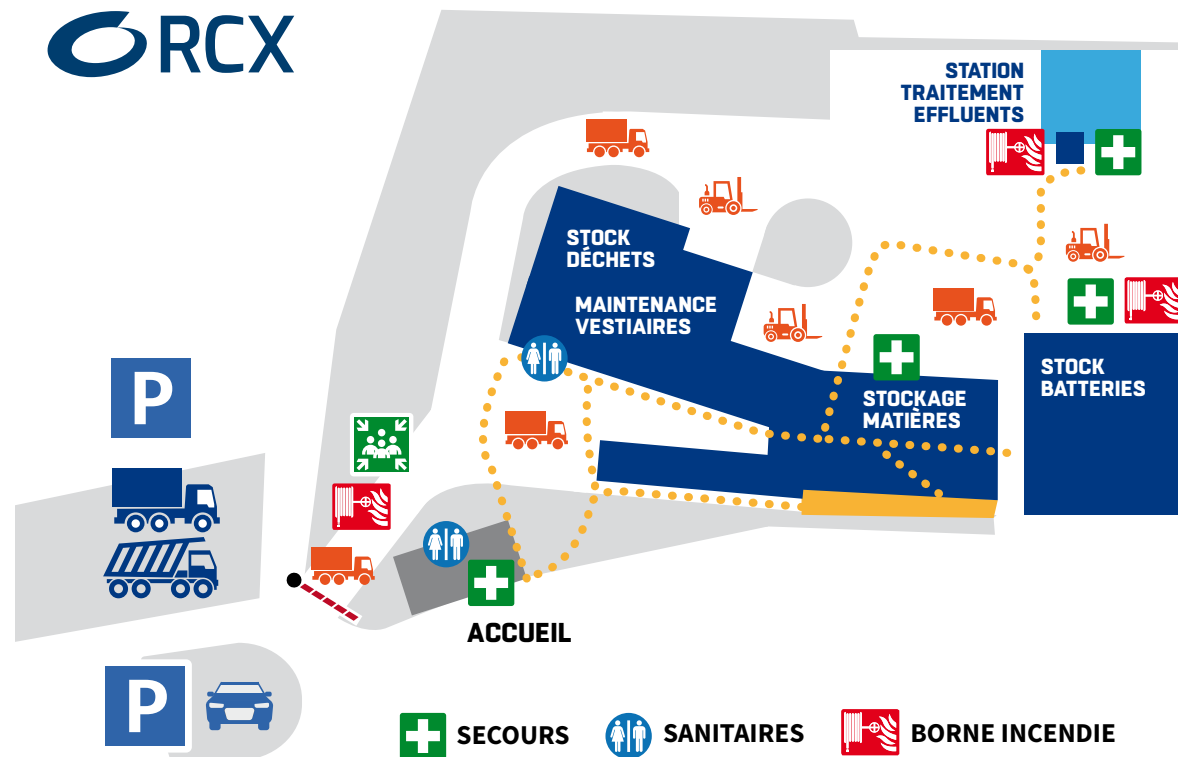 RCX
STATION
TRAITEMENT
EFFLUENTS
STOCK
DÉCHETS
MAINTENANCE
VESTIAIRES
P
STOCK
BATTERIES
STOCKAGE
MATIÈRES
ACCUEIL
P
SECOURS
SANITAIRES
BORNE INCENDIE